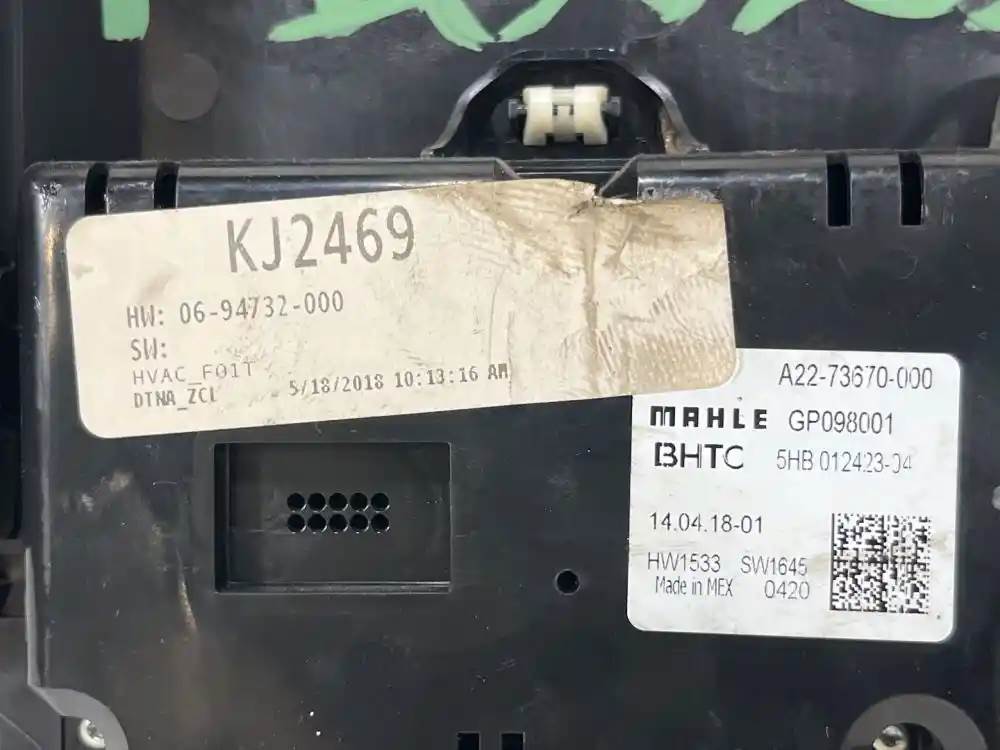 KJ2469
HW: 06-94732-000
SW:
HVAC_F01T
DTNA_ZCL 5/18/2018 10:13:16 AM
A22-73670-000
MAHLE GP098001
BHTC 5HB 012423-04
14.04.18-01
HW1533 SW1645
Made in MEX 0420